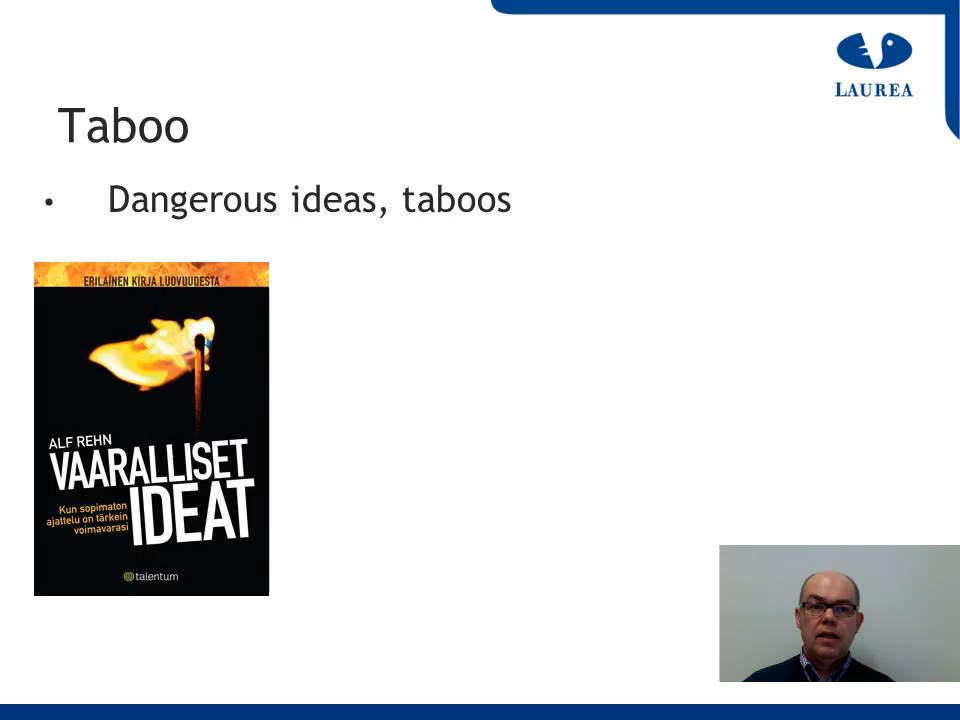 LAUREA
Taboo
• Dangerous ideas, taboos
ERILAINEN KIRJA LUOVUUDESTA
ALF REHN
VAARALLISET
IDEAT
Kun sopimaton
ajattelu on tärkein
voimavarasi
talentum